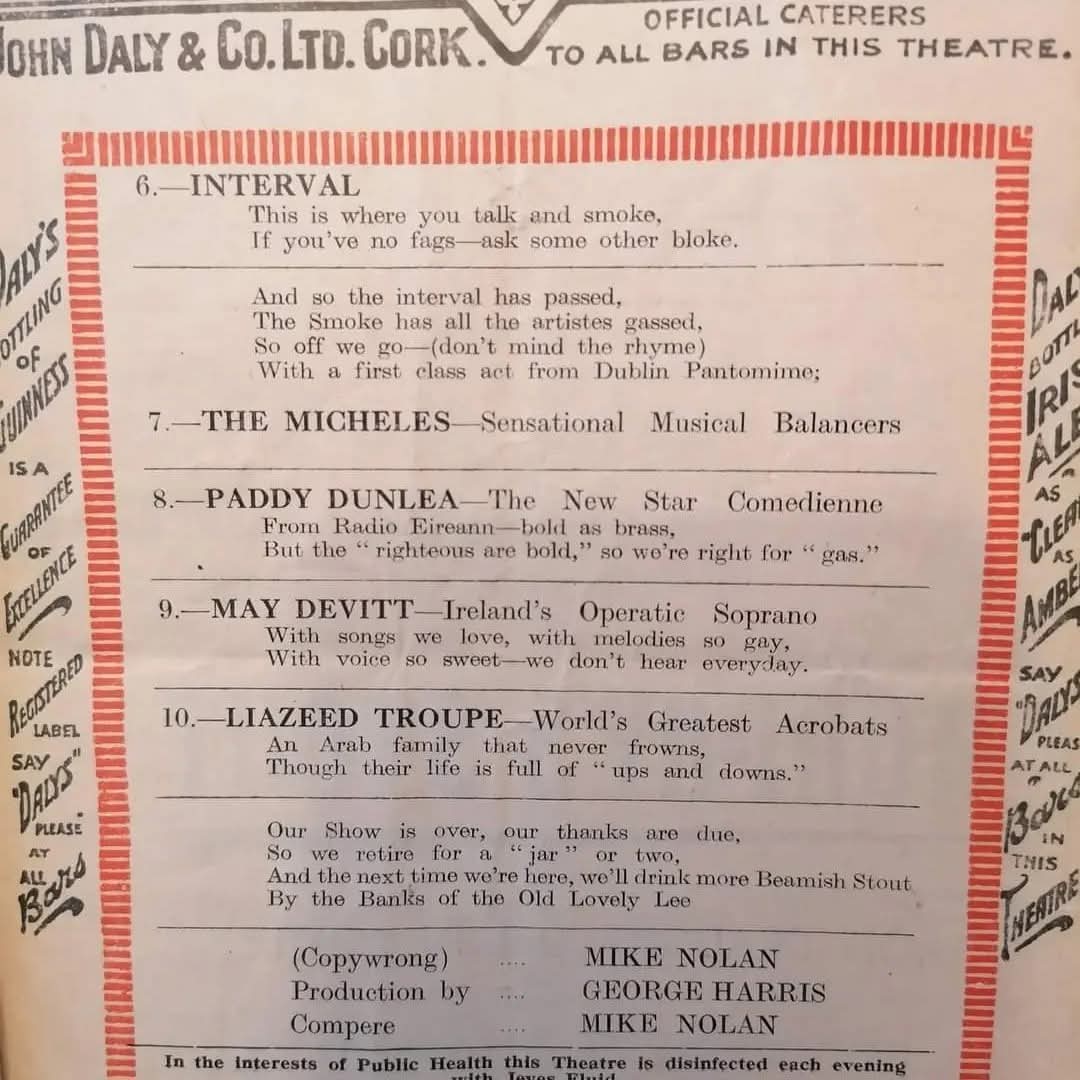 JOHN DALY & CO. LTD. CORK.
OFFICIAL CATERERS
TO ALL BARS IN THIS THEATRE.
DALY'S
BOTTLING
OF
GUINNESS
IS A
GUARANTEE
OF
EXCELLENCE
NOTE
REGISTERED
LABEL
SAY
"DALYS"
PLEASE
AT
ALL
Bars
6.—INTERVAL
This is where you talk and smoke,
If you've no fags—ask some other bloke.
And so the interval has passed,
The Smoke has all the artistes gassed,
So off we go—(don't mind the rhyme)
With a first class act from Dublin Pantomime;
7.—THE MICHELES—Sensational Musical Balancers
8.—PADDY DUNLEA—The New Star Comedienne
From Radio Eireann—bold as brass,
But the "righteous are bold," so we're right for "gas."
9.—MAY DEVITT—Ireland's Operatic Soprano
With songs we love, with melodies so gay,
With voice so sweet—we don't hear everyday.
10.—LIAZEED TROUPE—World's Greatest Acrobats
An Arab family that never frowns,
Though their life is full of "ups and downs."
Our Show is over, our thanks are due,
So we retire for a "jar" or two,
And the next time we're here, we'll drink more Beamish Stout
By the Banks of the Old Lovely Lee
(Copywrong) .... MIKE NOLAN
Production by .... GEORGE HARRIS
Compere .... MIKE NOLAN
In the interests of Public Health this Theatre is disinfected each evening
with Jeyes Fluid
DALY
BOTTL
IRIS
ALE
AS
"CLEA
AS
AMBE
SAY
"DALYS
PLEAS
AT ALL
Bars
IN
THIS
THEATRE